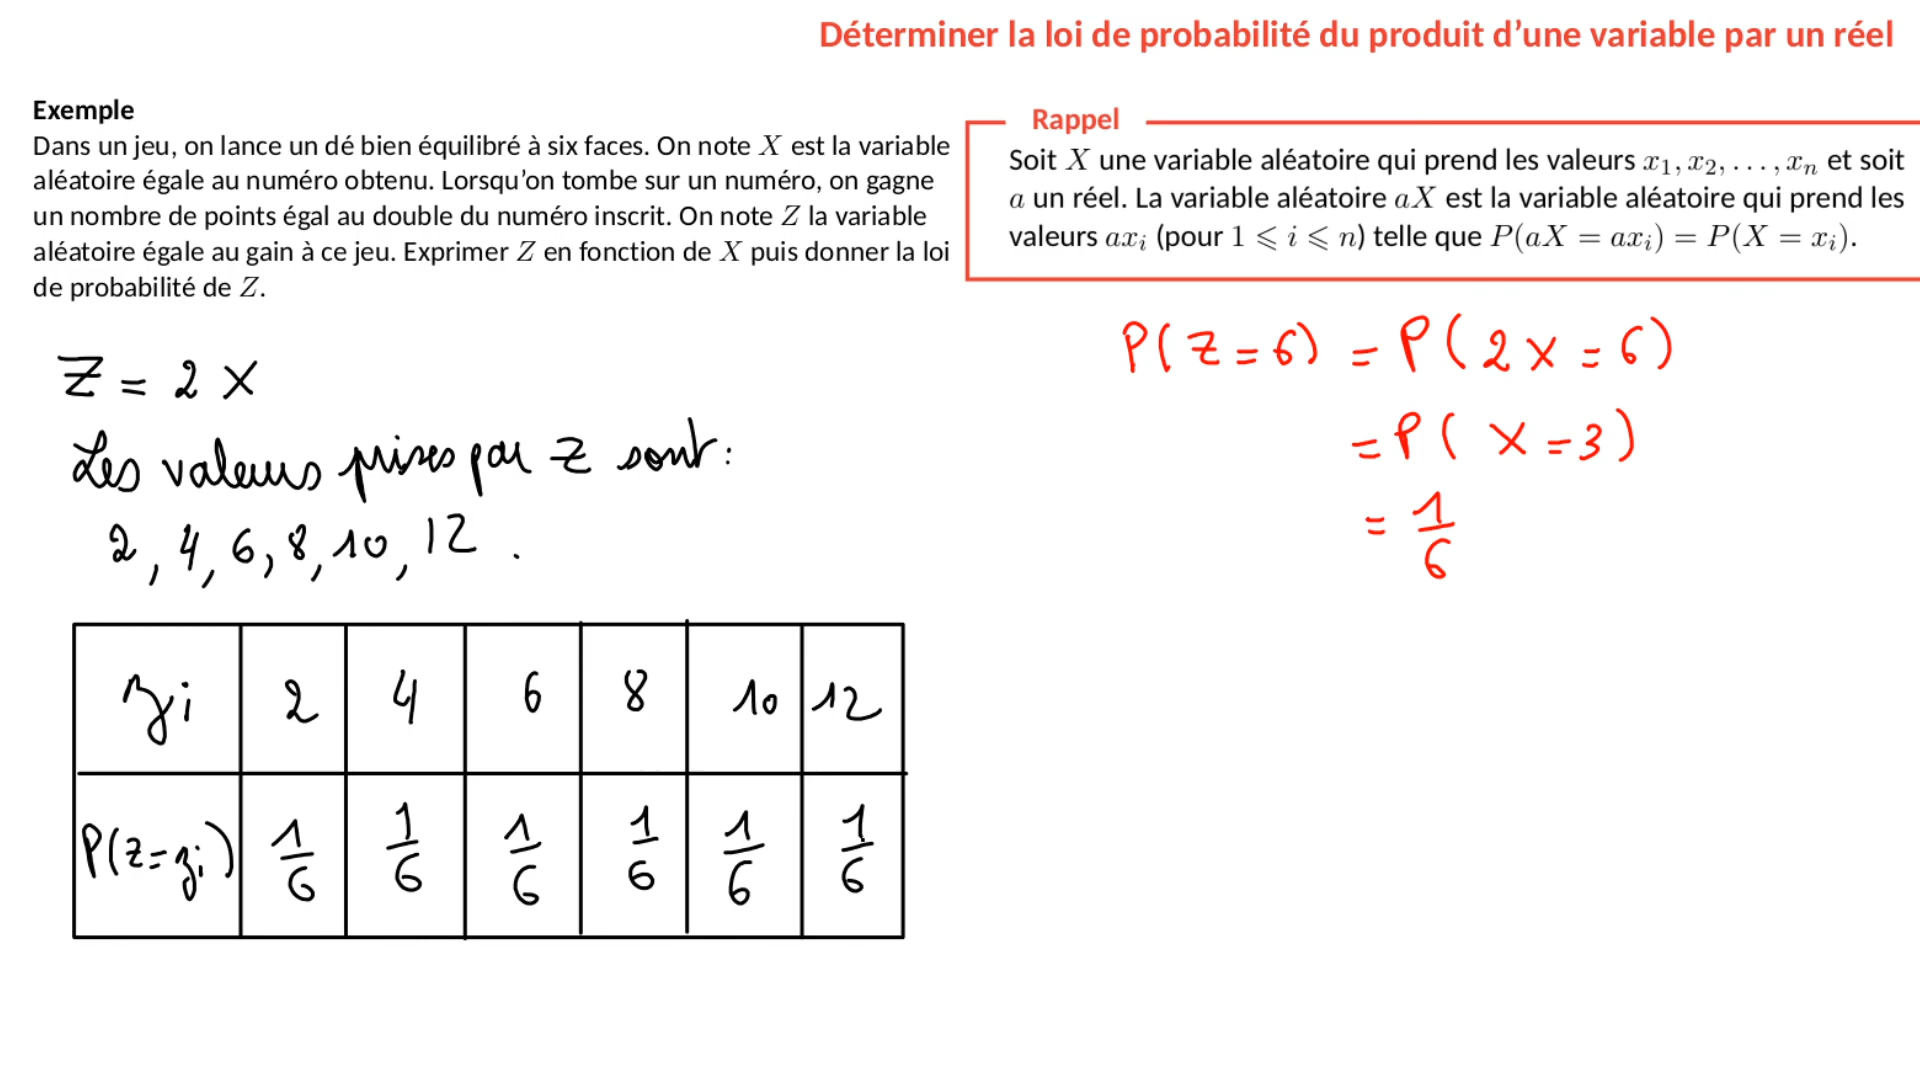 Déterminer la loi de probabilité du produit d'une variable par un réel
Exemple
Dans un jeu, on lance un dé bien équilibré à six faces. On note X est la variable
aléatoire égale au numéro obtenu. Lorsqu'on tombe sur un numéro, on gagne
un nombre de points égal au double du numéro inscrit. On note Z la variable
aléatoire égale au gain à ce jeu. Exprimer Z en fonction de X puis donner la loi
de probabilité de Z.
Rappel
Soit X une variable aléatoire qui prend les valeurs x₁, x₂, . . . , xₙ et soit
a un réel. La variable aléatoire aX est la variable aléatoire qui prend les
valeurs axᵢ (pour 1 ⩽ i ⩽ n) telle que P(aX = axᵢ) = P(X = xᵢ).
Z = 2 X
Les valeurs prises par Z sont :
2, 4, 6, 8, 10, 12 .
zi 2 4 6 8 10 12
P(Z=zi) 1/6 1/6 1/6 1/6 1/6 1/6
P(Z=6) = P(2X=6)
= P(X=3)
= 1/6